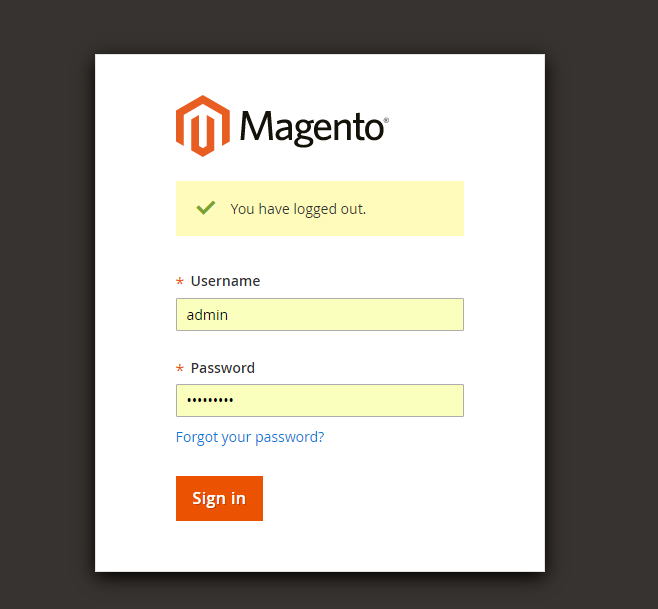 Magento®
You have logged out.
* Username
admin
* Password
•••••••••
Forgot your password?
Sign in